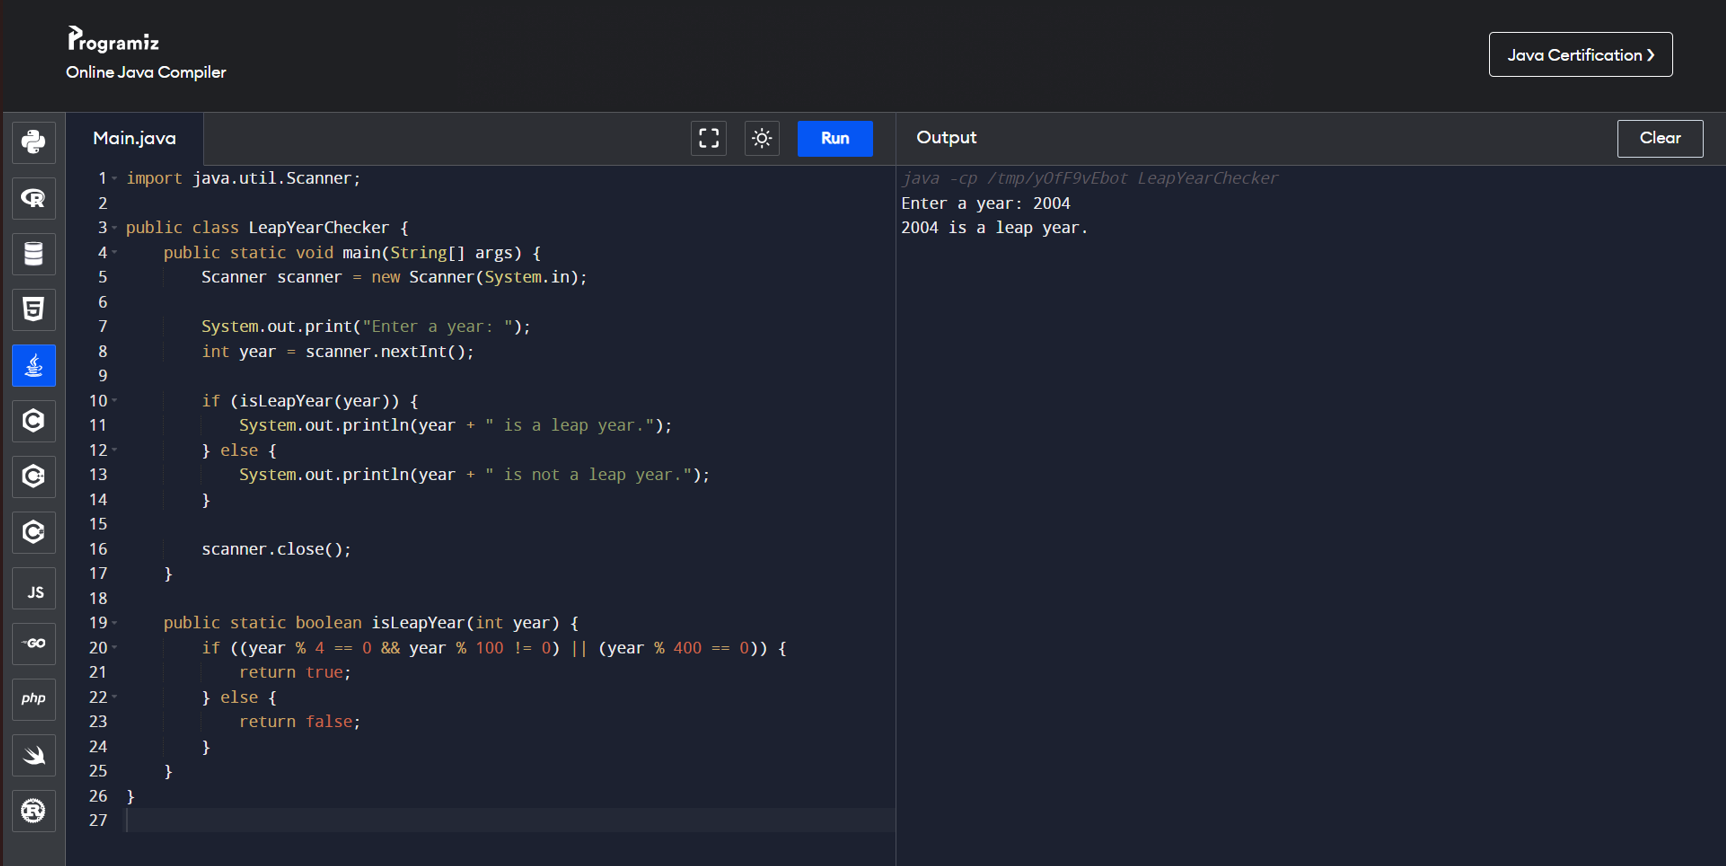 Programiz
Online Java Compiler
Java Certification ›
Main.java
Run
Output
Clear
1 import java.util.Scanner;
2
3 public class LeapYearChecker {
4     public static void main(String[] args) {
5         Scanner scanner = new Scanner(System.in);
6
7         System.out.print("Enter a year: ");
8         int year = scanner.nextInt();
9
10         if (isLeapYear(year)) {
11             System.out.println(year + " is a leap year.");
12         } else {
13             System.out.println(year + " is not a leap year.");
14         }
15
16         scanner.close();
17     }
18
19     public static boolean isLeapYear(int year) {
20         if ((year % 4 == 0 && year % 100 != 0) || (year % 400 == 0)) {
21             return true;
22         } else {
23             return false;
24         }
25     }
26 }
27
java -cp /tmp/yOfF9vEbot LeapYearChecker
Enter a year: 2004
2004 is a leap year.
R
5
C
C
C
JS
GO
php
R